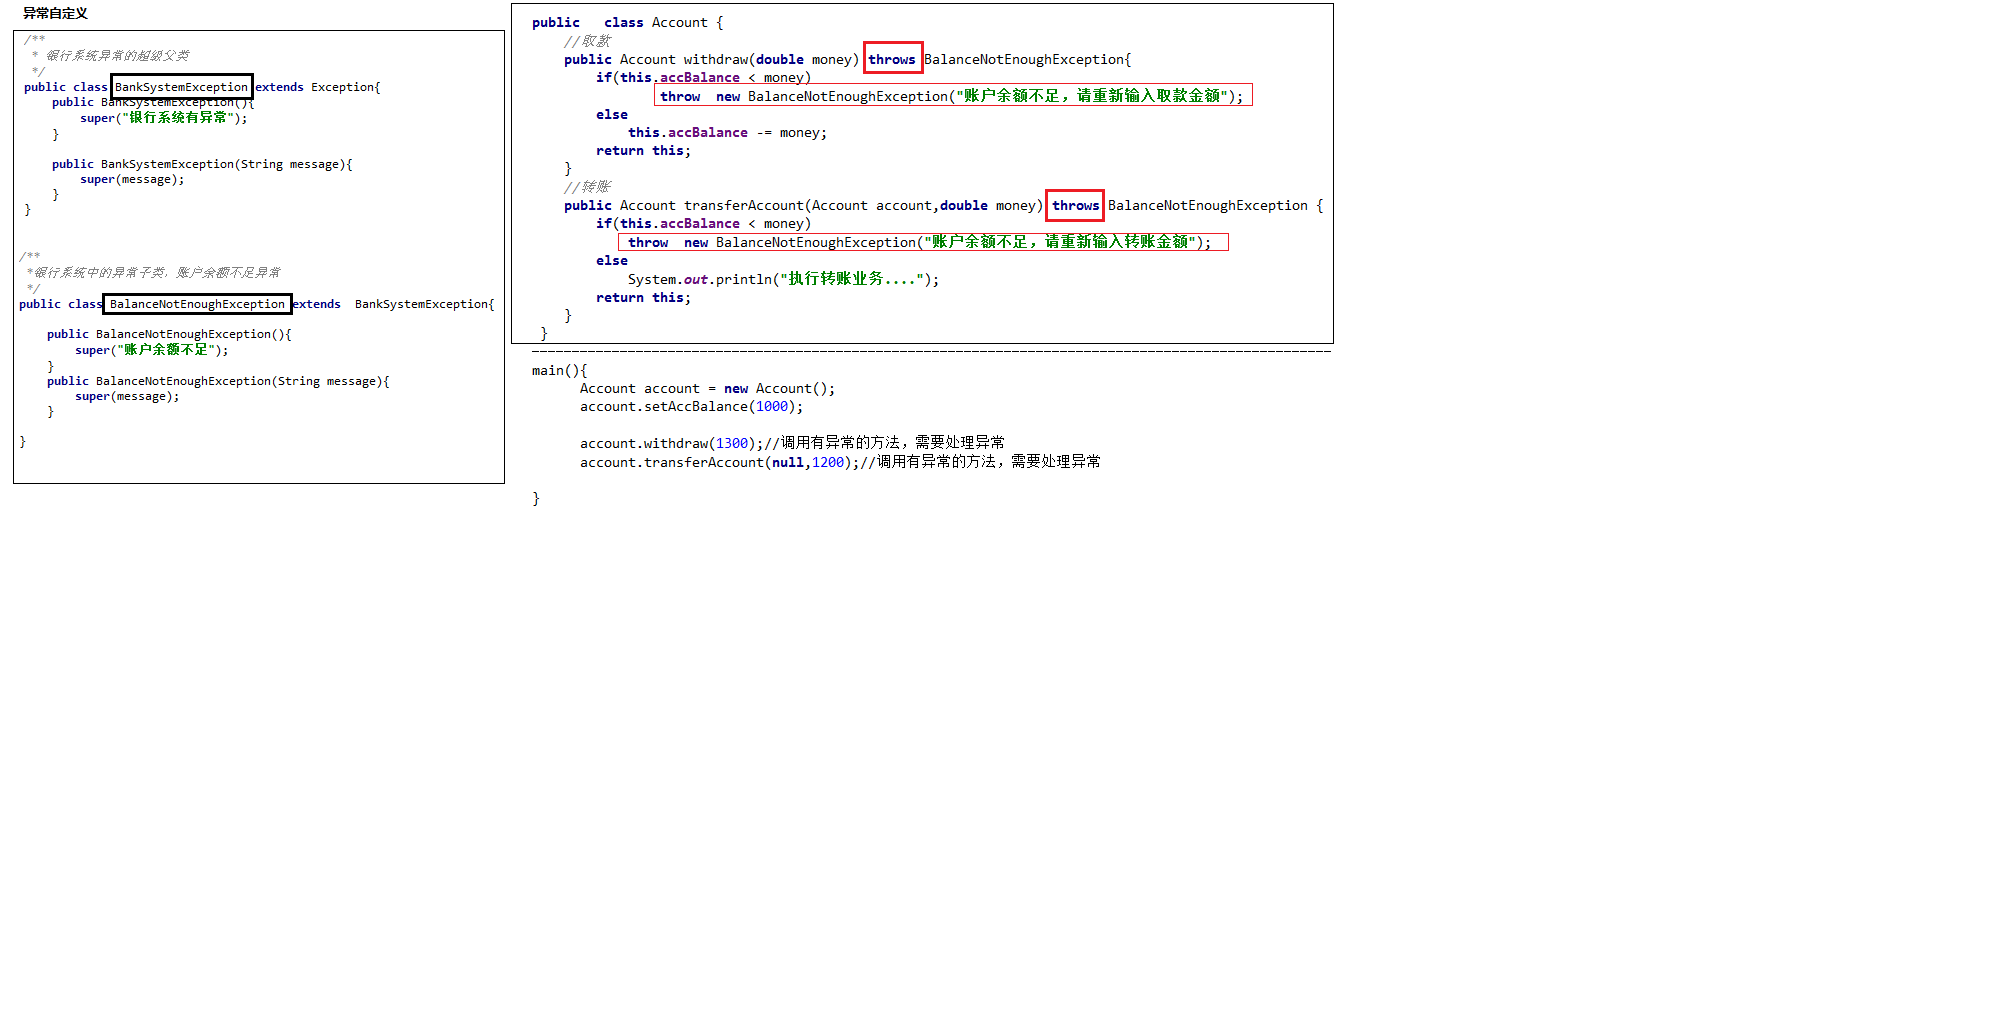 异常自定义
/**
 * 银行系统异常的超级父类
 */
public class BankSystemException extends Exception{
    public BankSystemException(){
        super("银行系统有异常");
    }
    public BankSystemException(String message){
        super(message);
    }
}
/**
 *银行系统中的异常子类，账户余额不足异常
 */
public class BalanceNotEnoughException extends  BankSystemException{
    public BalanceNotEnoughException(){
        super("账户余额不足");
    }
    public BalanceNotEnoughException(String message){
        super(message);
    }
}
public   class Account {
    //取款
    public Account withdraw(double money) throws BalanceNotEnoughException{
        if(this.accBalance < money)
            throw  new BalanceNotEnoughException("账户余额不足，请重新输入取款金额");
        else
            this.accBalance -= money;
        return this;
    }
    //转账
    public Account transferAccount(Account account,double money) throws BalanceNotEnoughException {
        if(this.accBalance < money)
            throw  new BalanceNotEnoughException("账户余额不足，请重新输入转账金额");
        else
            System.out.println("执行转账业务....");
        return this;
    }
 }
main(){
      Account account = new Account();
      account.setAccBalance(1000);
      account.withdraw(1300);//调用有异常的方法，需要处理异常
      account.transferAccount(null,1200);//调用有异常的方法，需要处理异常
}